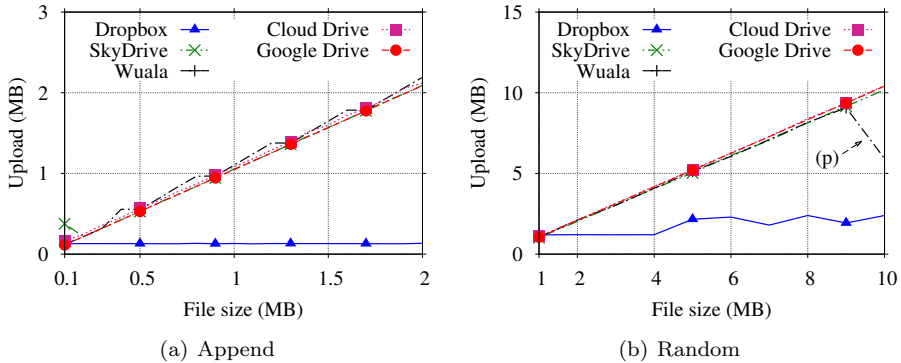 3
2
1
0
0.1
0.5
1
1.5
2
Upload (MB)
File size (MB)
Dropbox
SkyDrive
Wuala
Cloud Drive
Google Drive
(a) Append
15
10
5
0
1
2
4
6
8
10
Upload (MB)
File size (MB)
Dropbox
SkyDrive
Wuala
Cloud Drive
Google Drive
(p)
(b) Random